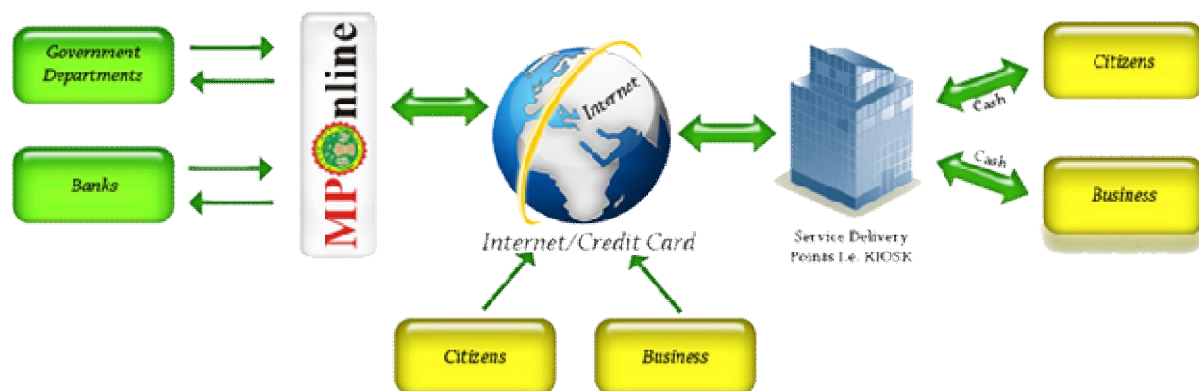 Government
Departments
Banks
MPOnline
Internet
Internet/Credit Card
Service Delivery
Points I.e. KIOSK
Cash
Cash
Citizens
Business
Citizens
Business